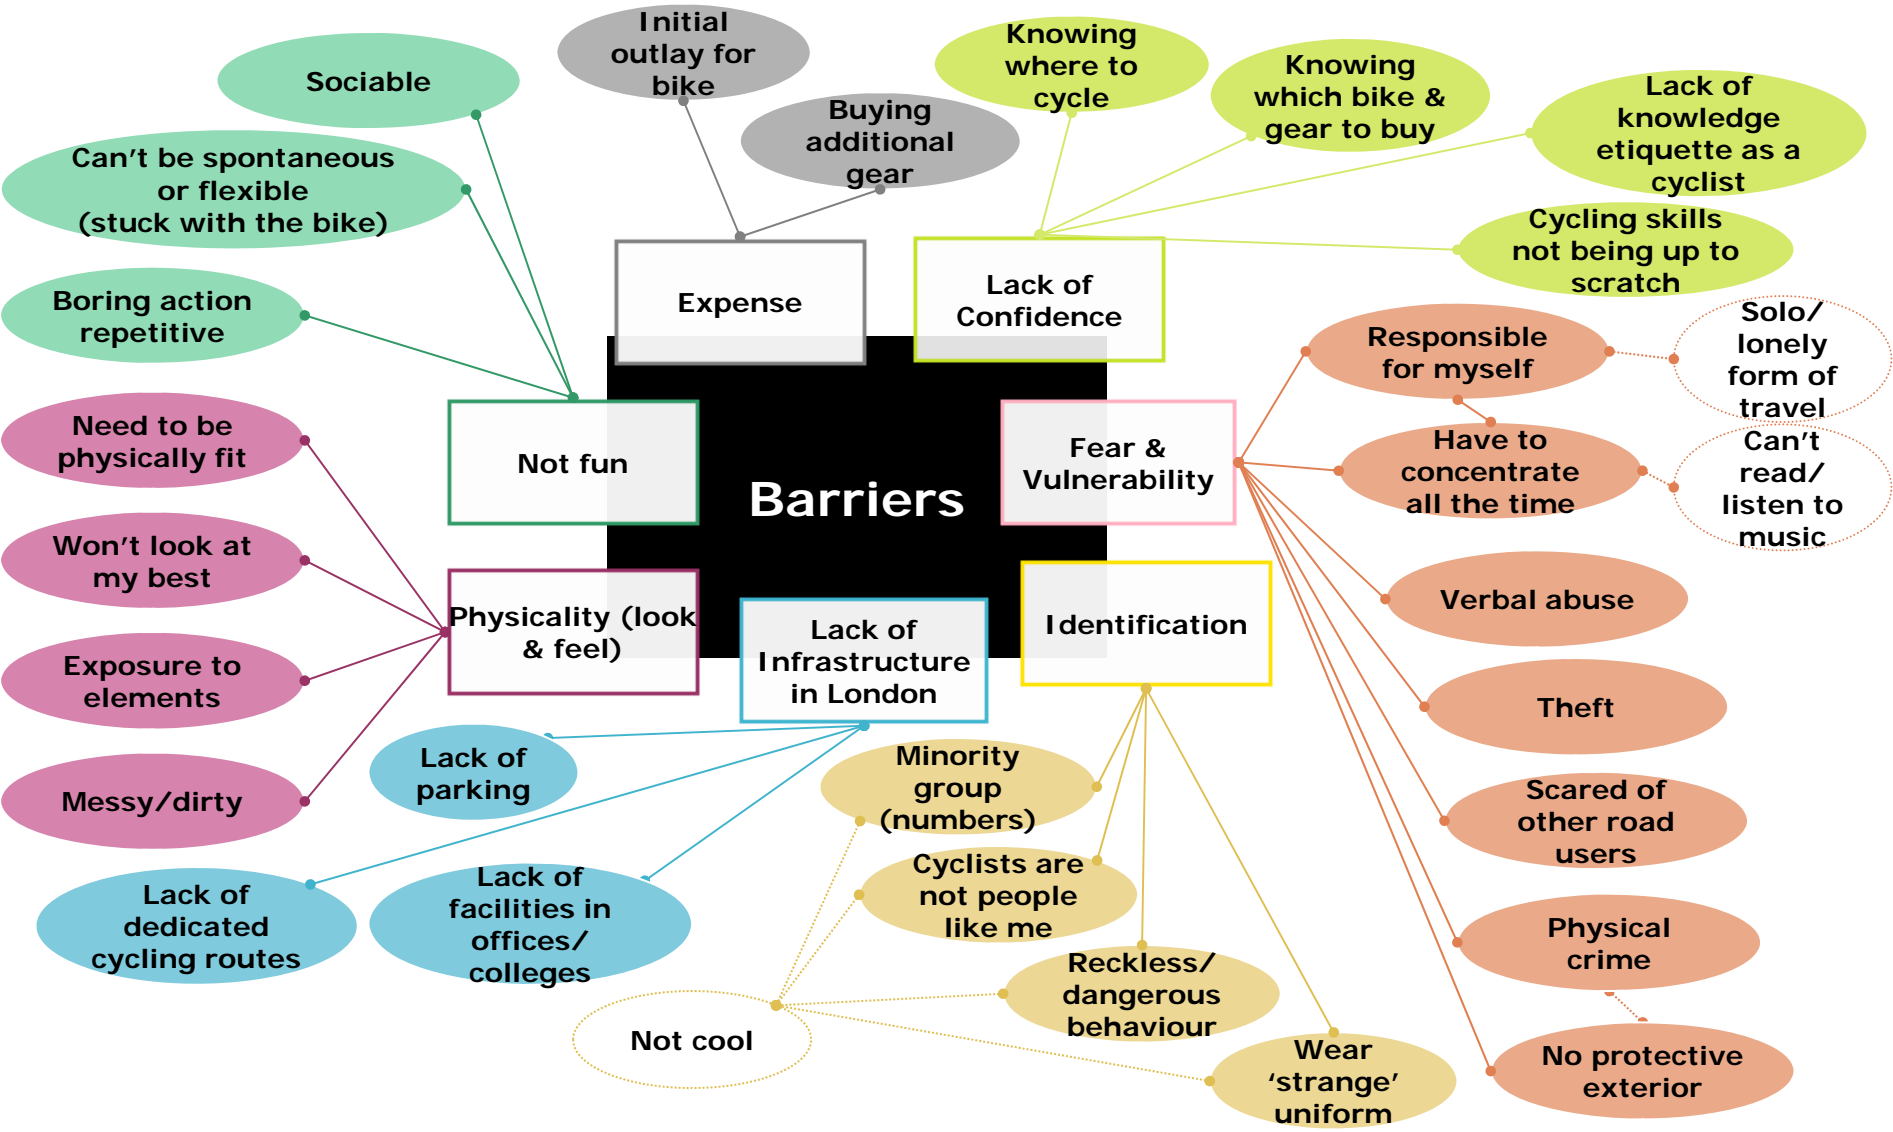 Initial
outlay for
bike
Knowing
where to
cycle
Sociable
Knowing
which bike &
gear to buy
Lack of
knowledge
etiquette as a
cyclist
Buying
additional
gear
Can't be spontaneous
or flexible
(stuck with the bike)
Cycling skills
not being up to
scratch
Boring action
repetitive
Expense
Lack of
Confidence
Responsible
for myself
Solo/
lonely
form of
travel
Need to be
physically fit
Not fun
Barriers
Fear &
Vulnerability
Have to
concentrate
all the time
Can't
read/
listen to
music
Won't look at
my best
Physicality (look
& feel)
Lack of
Infrastructure
in London
Identification
Verbal abuse
Exposure to
elements
Theft
Messy/dirty
Lack of
parking
Minority
group
(numbers)
Scared of
other road
users
Lack of
dedicated
cycling routes
Lack of
facilities in
offices/
colleges
Cyclists are
not people
like me
Physical
crime
Reckless/
dangerous
behaviour
Not cool
Wear
‘strange’
uniform
No protective
exterior